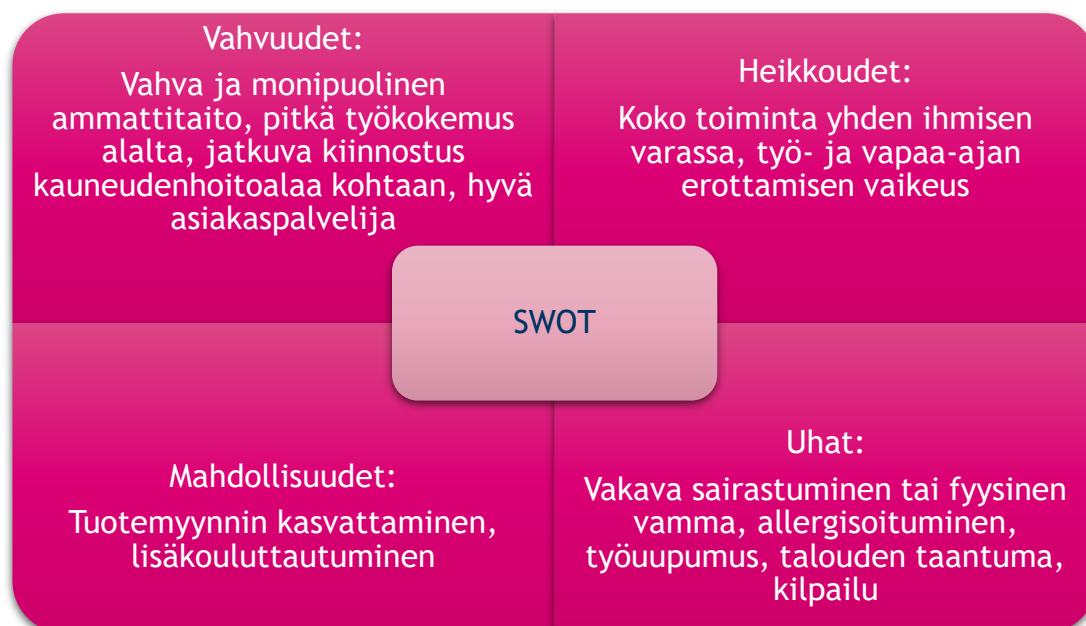 Vahvuudet:
Vahva ja monipuolinen
ammattitaito, pitkä työkokemus
alalta, jatkuva kiinnostus
kauneudenhoitoalaa kohtaan, hyvä
asiakaspalvelija
Heikkoudet:
Koko toiminta yhden ihmisen
varassa, työ- ja vapaa-ajan
erottamisen vaikeus
SWOT
Mahdollisuudet:
Tuotemyynnin kasvattaminen,
lisäkouluttautuminen
Uhat:
Vakava sairastuminen tai fyysinen
vamma, allergisoituminen,
työuupumus, talouden taantuma,
kilpailu